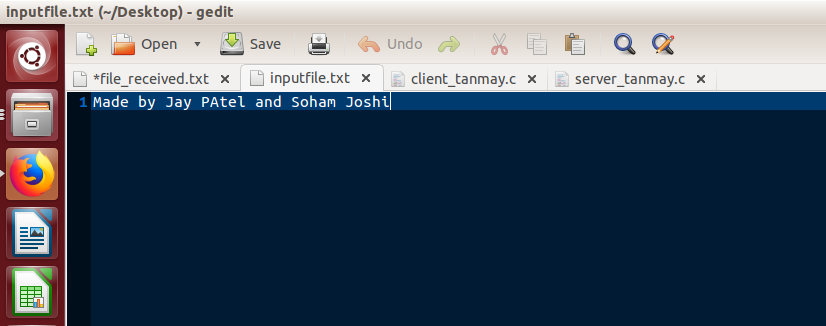 inputfile.txt (~/Desktop) - gedit
Open Save Undo
*file_received.txt inputfile.txt client_tanmay.c server_tanmay.c
1 Made by Jay PAtel and Soham Joshi